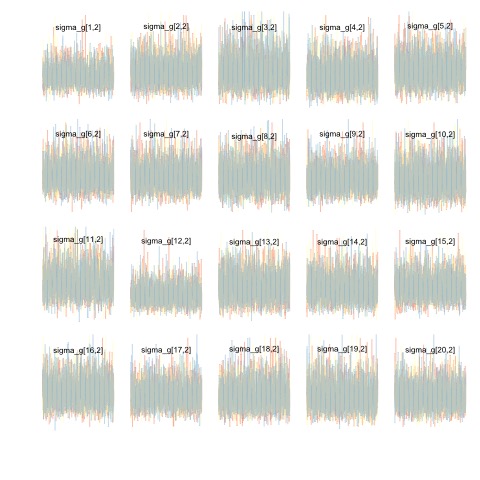 sigma_g[1,2] sigma_g[2,2] sigma_g[3,2] sigma_g[4,2] sigma_g[5,2]
sigma_g[6,2] sigma_g[7,2] sigma_g[8,2] sigma_g[9,2] sigma_g[10,2]
sigma_g[11,2] sigma_g[12,2] sigma_g[13,2] sigma_g[14,2] sigma_g[15,2]
sigma_g[16,2] sigma_g[17,2] sigma_g[18,2] sigma_g[19,2] sigma_g[20,2]